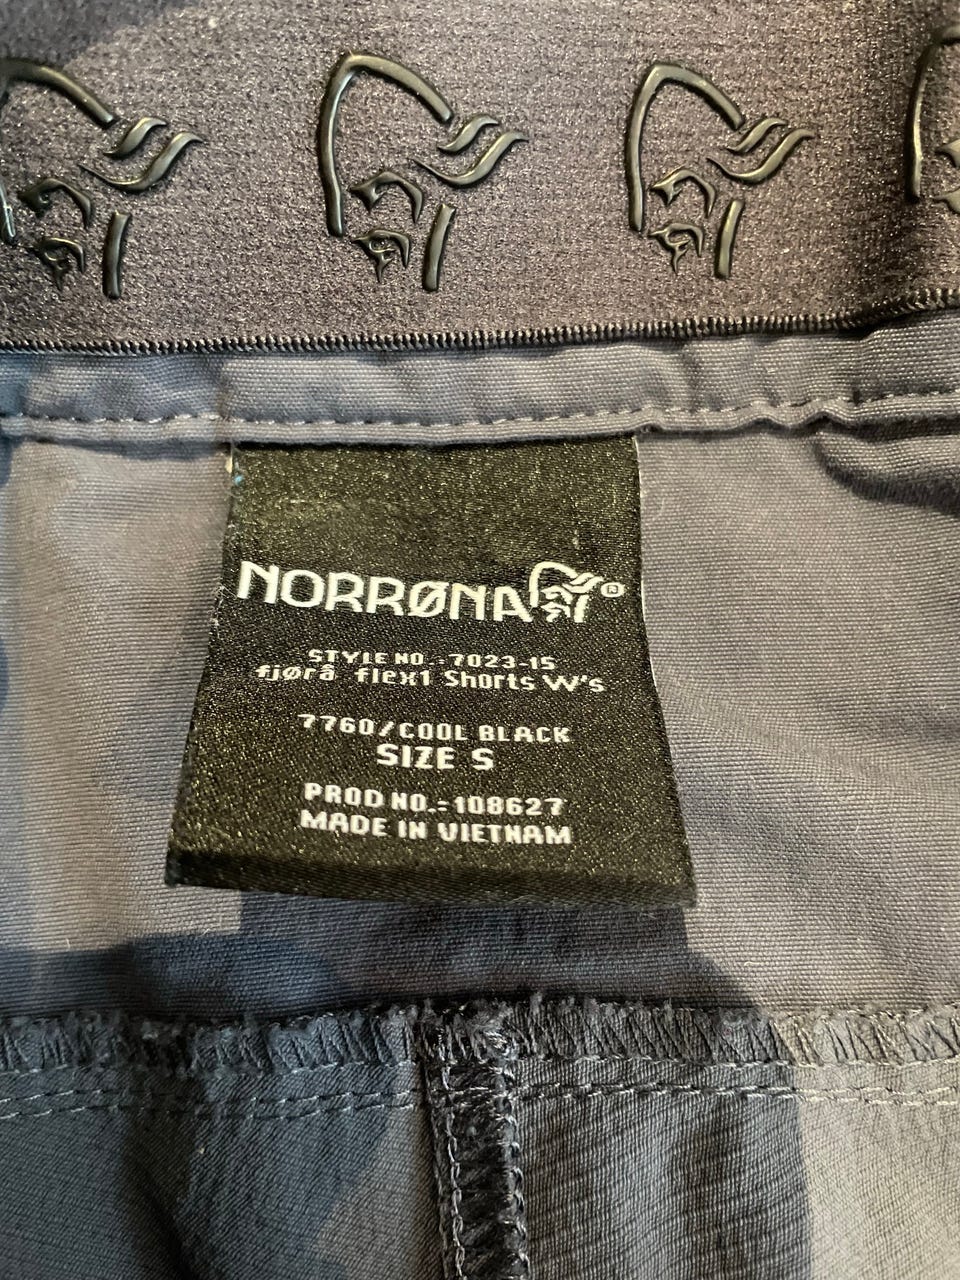 NORRØNA ®
STYLE NO.:7023-15
fjørå flex1 Shorts W's
7760/COOL BLACK
SIZE S
PROD NO.:108627
MADE IN VIETNAM